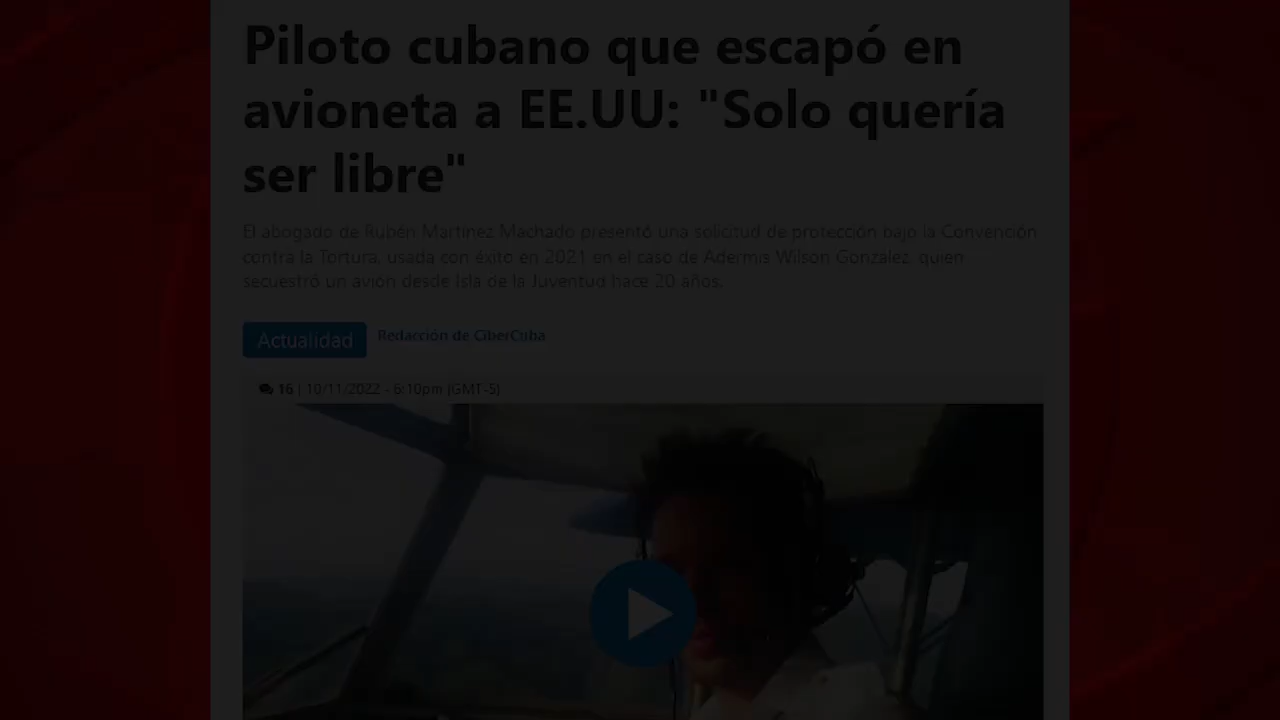 Piloto cubano que escapó en
avioneta a EE.UU: "Solo quería
ser libre"
El abogado de Rubén Martínez Machado presentó una solicitud de protección bajo la Convención
contra la Tortura, usada con éxito en 2021 en el caso de Adermis Wilson González, quien
secuestró un avión desde Isla de la Juventud hace 20 años.
Actualidad Redacción de CiberCuba
16 | 10/11/2022 - 6:10pm (GMT-5)